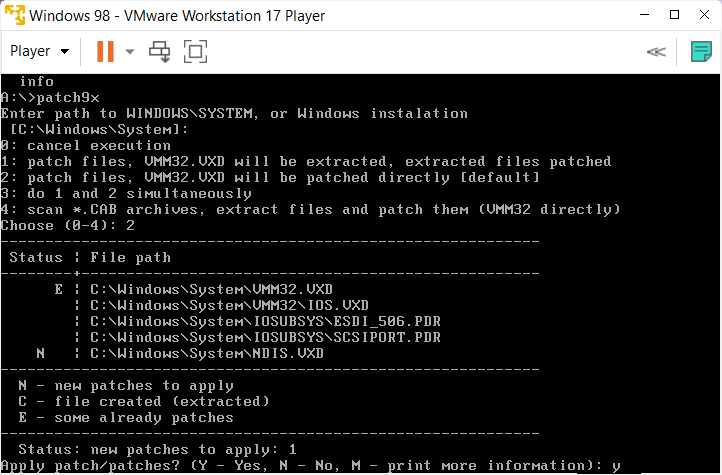 Windows 98 - VMware Workstation 17 Player
Player
info
A:\>patch9x
Enter path to WINDOWS\SYSTEM, or Windows instalation
[C:\Windows\System]:
0: cancel execution
1: patch files, VMM32.VXD will be extracted, extracted files patched
2: patch files, VMM32.VXD will be patched directly [default]
3: do 1 and 2 simultaneously
4: scan *.CAB archives, extract files and patch them (VMM32 directly)
Choose (0-4): 2
------------------------------------------------------------
Status ¦ File path
--------+---------------------------------------------------
E ¦ C:\Windows\System\VMM32.VXD
¦ C:\Windows\System\VMM32\IOS.VXD
¦ C:\Windows\System\IOSUBSYS\ESDI_506.PDR
¦ C:\Windows\System\IOSUBSYS\SCSIPORT.PDR
N ¦ C:\Windows\System\NDIS.VXD
------------------------------------------------------------
N - new patches to apply
C - file created (extracted)
E - some already patches
------------------------------------------------------------
Status: new patches to apply: 1
Apply patch/patches? (Y - Yes, N - No, M - print more information): y